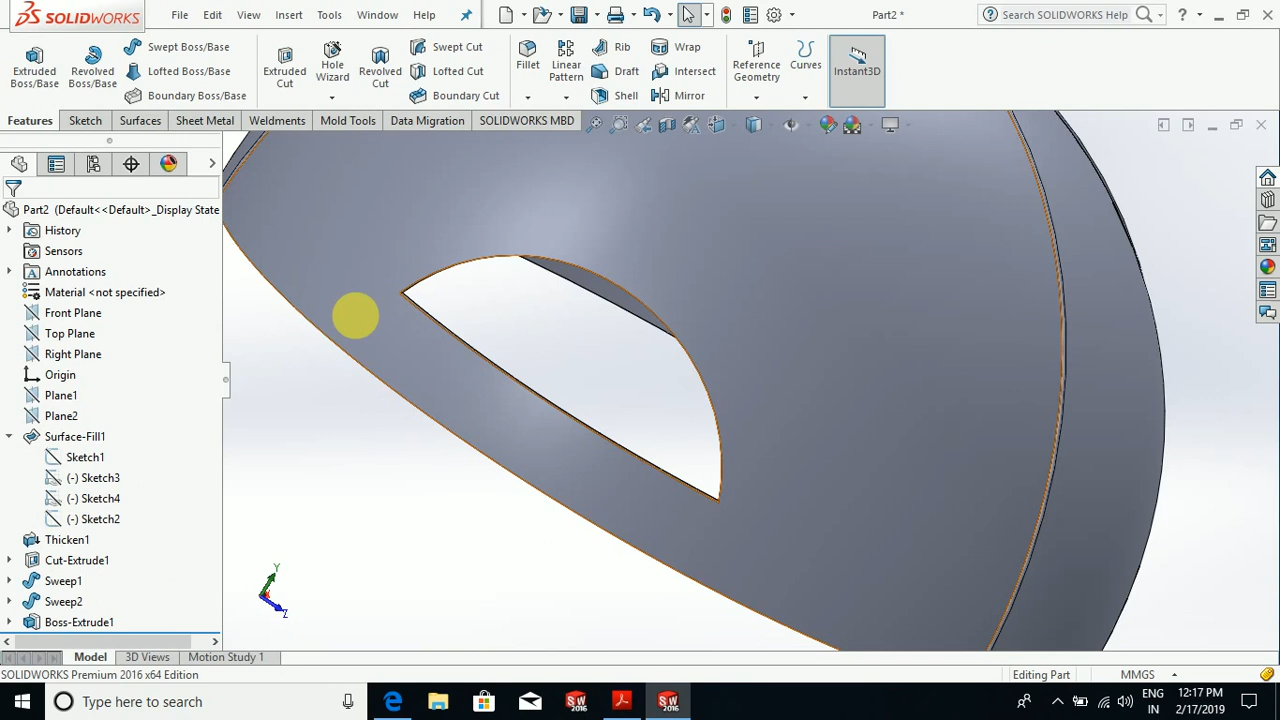 SOLIDWORKS File Edit View Insert Tools Window Help Part2 * Search SOLIDWORKS Help ?
Extruded Boss/Base
Revolved Boss/Base
Swept Boss/Base
Lofted Boss/Base
Boundary Boss/Base
Extruded Cut
Hole Wizard
Revolved Cut
Swept Cut
Lofted Cut
Boundary Cut
Fillet
Linear Pattern
Rib
Draft
Shell
Wrap
Intersect
Mirror
Reference Geometry
Curves
Instant3D
Features Sketch Surfaces Sheet Metal Weldments Mold Tools Data Migration SOLIDWORKS MBD
Part2 (Default<<Default>_Display State
History
Sensors
Annotations
Material <not specified>
Front Plane
Top Plane
Right Plane
Origin
Plane1
Plane2
Surface-Fill1
Sketch1
(-) Sketch3
(-) Sketch4
(-) Sketch2
Thicken1
Cut-Extrude1
Sweep1
Sweep2
Boss-Extrude1
Y
Z
Model 3D Views Motion Study 1
SOLIDWORKS Premium 2016 x64 Edition Editing Part MMGS
Type here to search
SW 2016
SW 2016
ENG IN
12:17 PM
2/17/2019